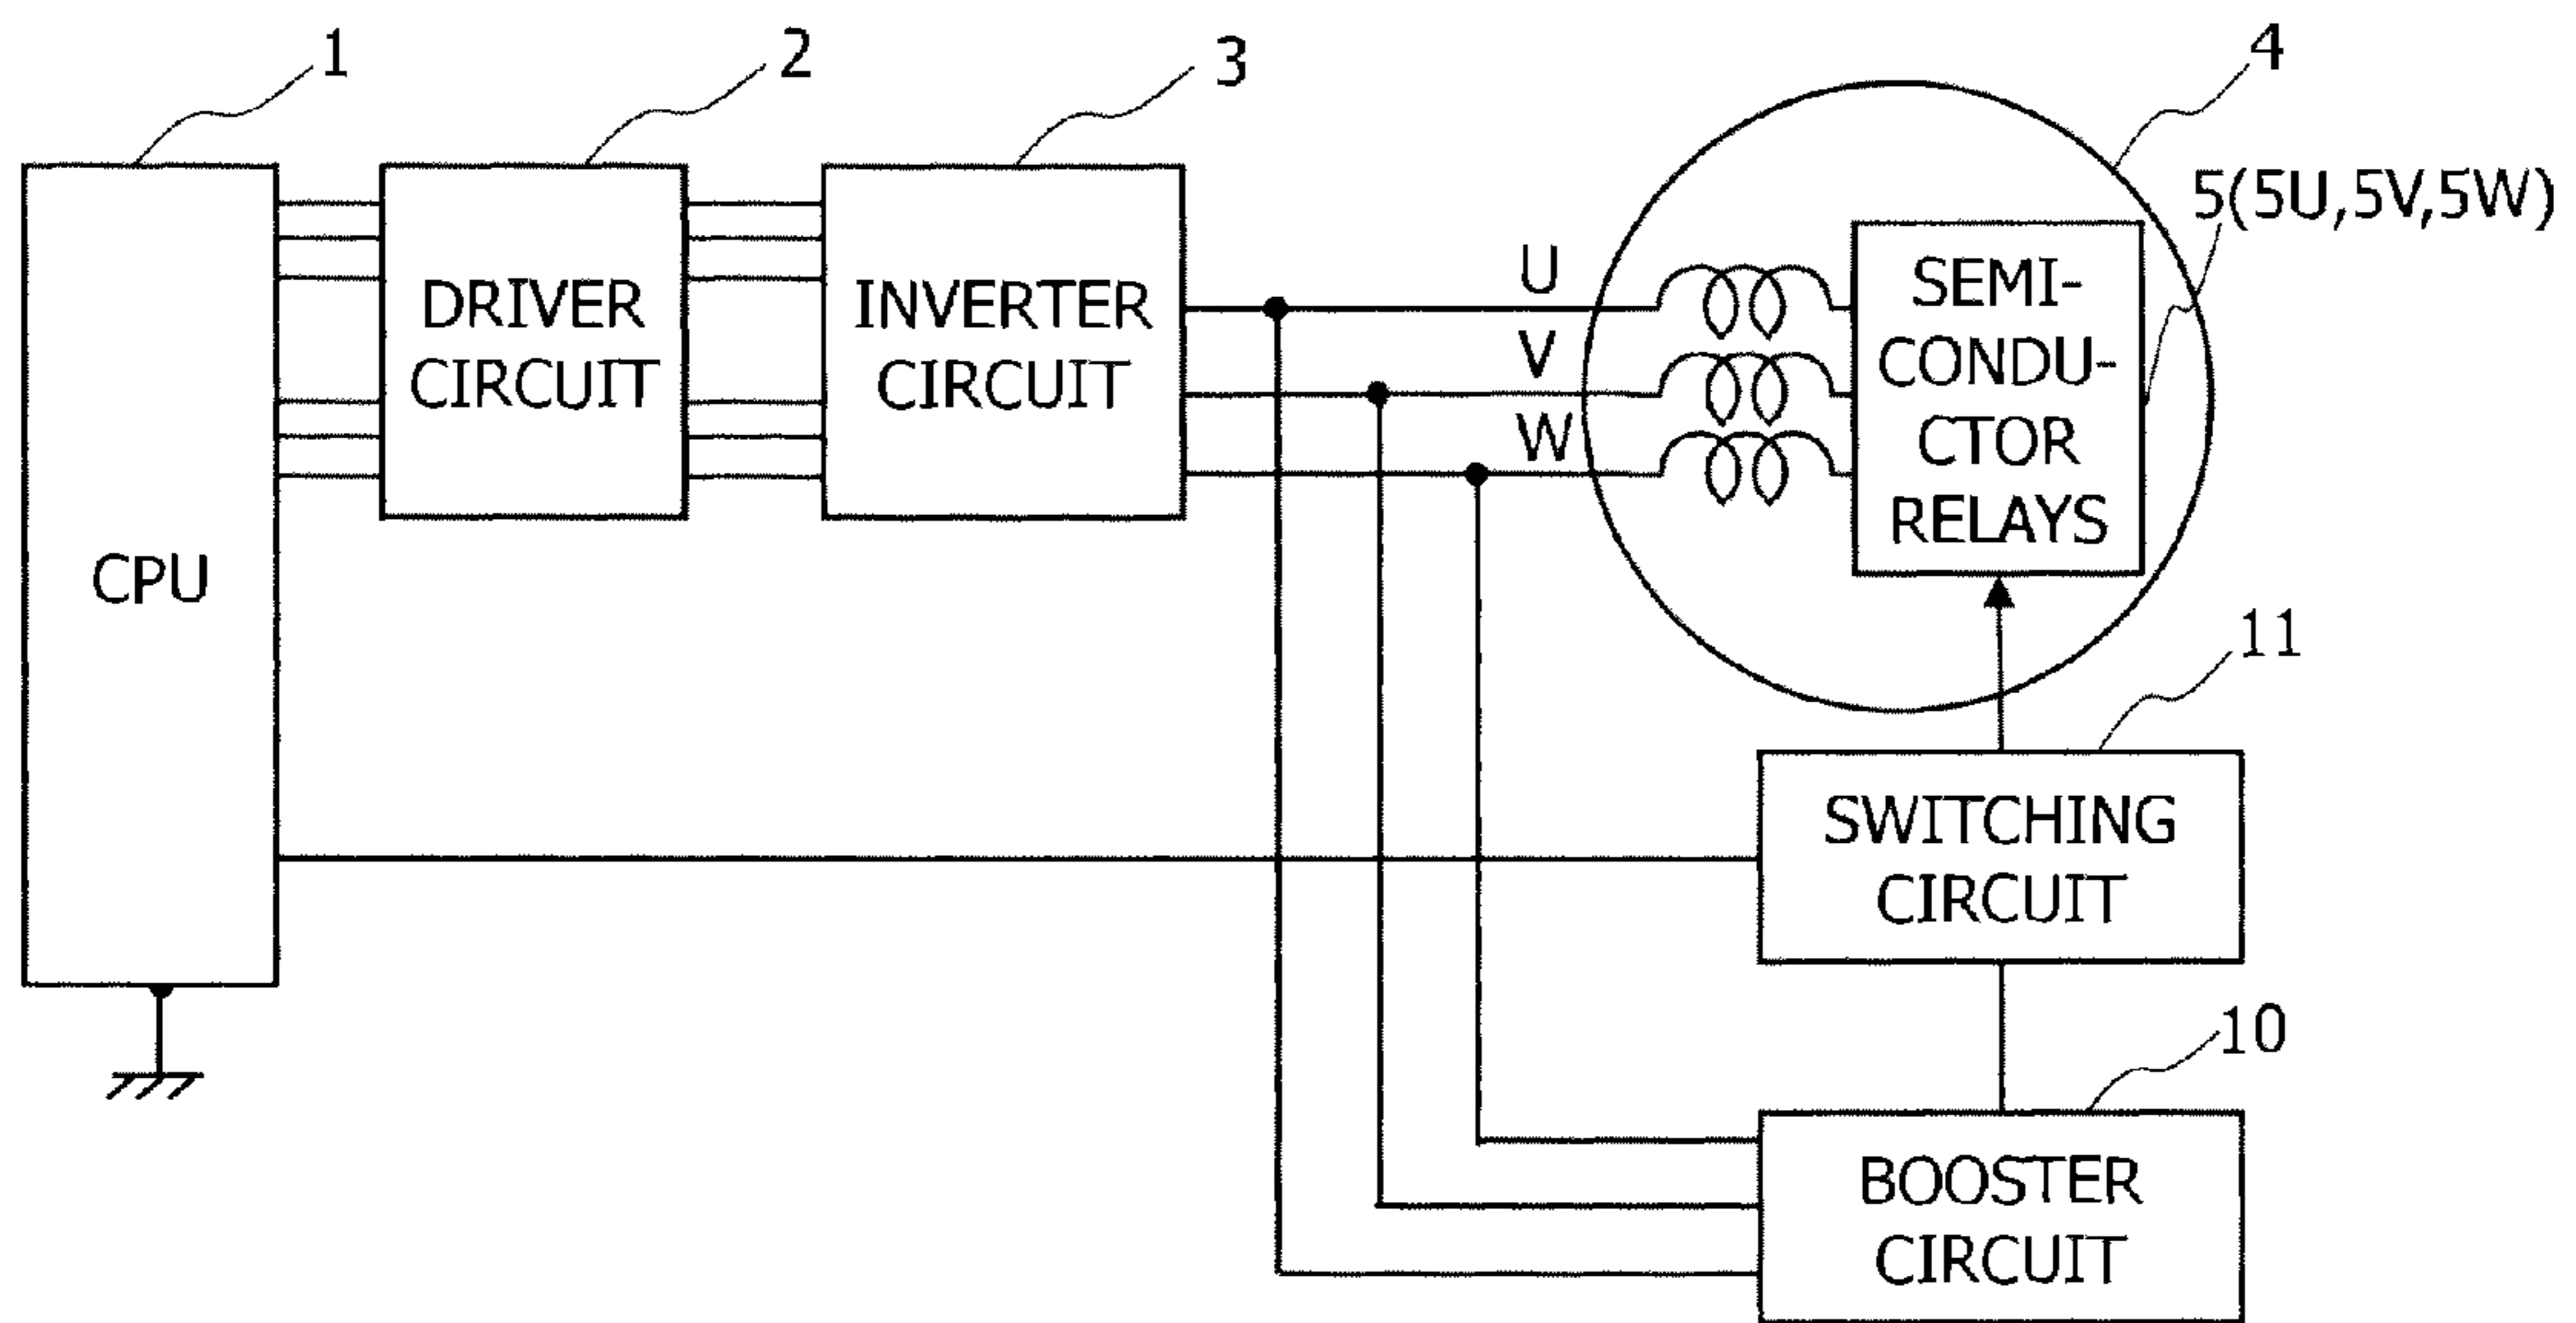 1
2
3
4
5(5U,5V,5W)
CPU
DRIVER
CIRCUIT
INVERTER
CIRCUIT
U
V
W
SEMI-
CONDU-
CTOR
RELAYS
11
SWITCHING
CIRCUIT
10
BOOSTER
CIRCUIT